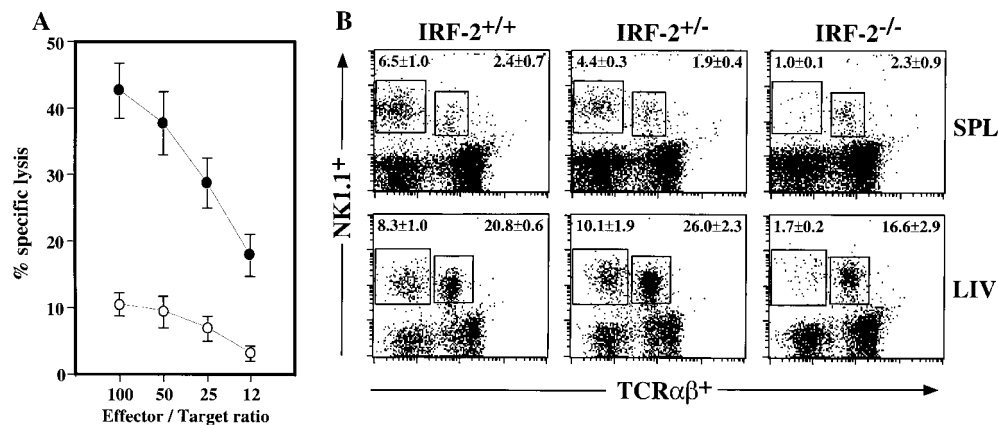 A
50
40
30
20
10
0
% specific lysis
100 50 25 12
Effector / Target ratio
B
IRF-2+/+ IRF-2+/- IRF-2-/-
6.5±1.0 2.4±0.7 4.4±0.3 1.9±0.4 1.0±0.1 2.3±0.9
SPL
8.3±1.0 20.8±0.6 10.1±1.9 26.0±2.3 1.7±0.2 16.6±2.9
LIV
NK1.1+
TCRαβ+